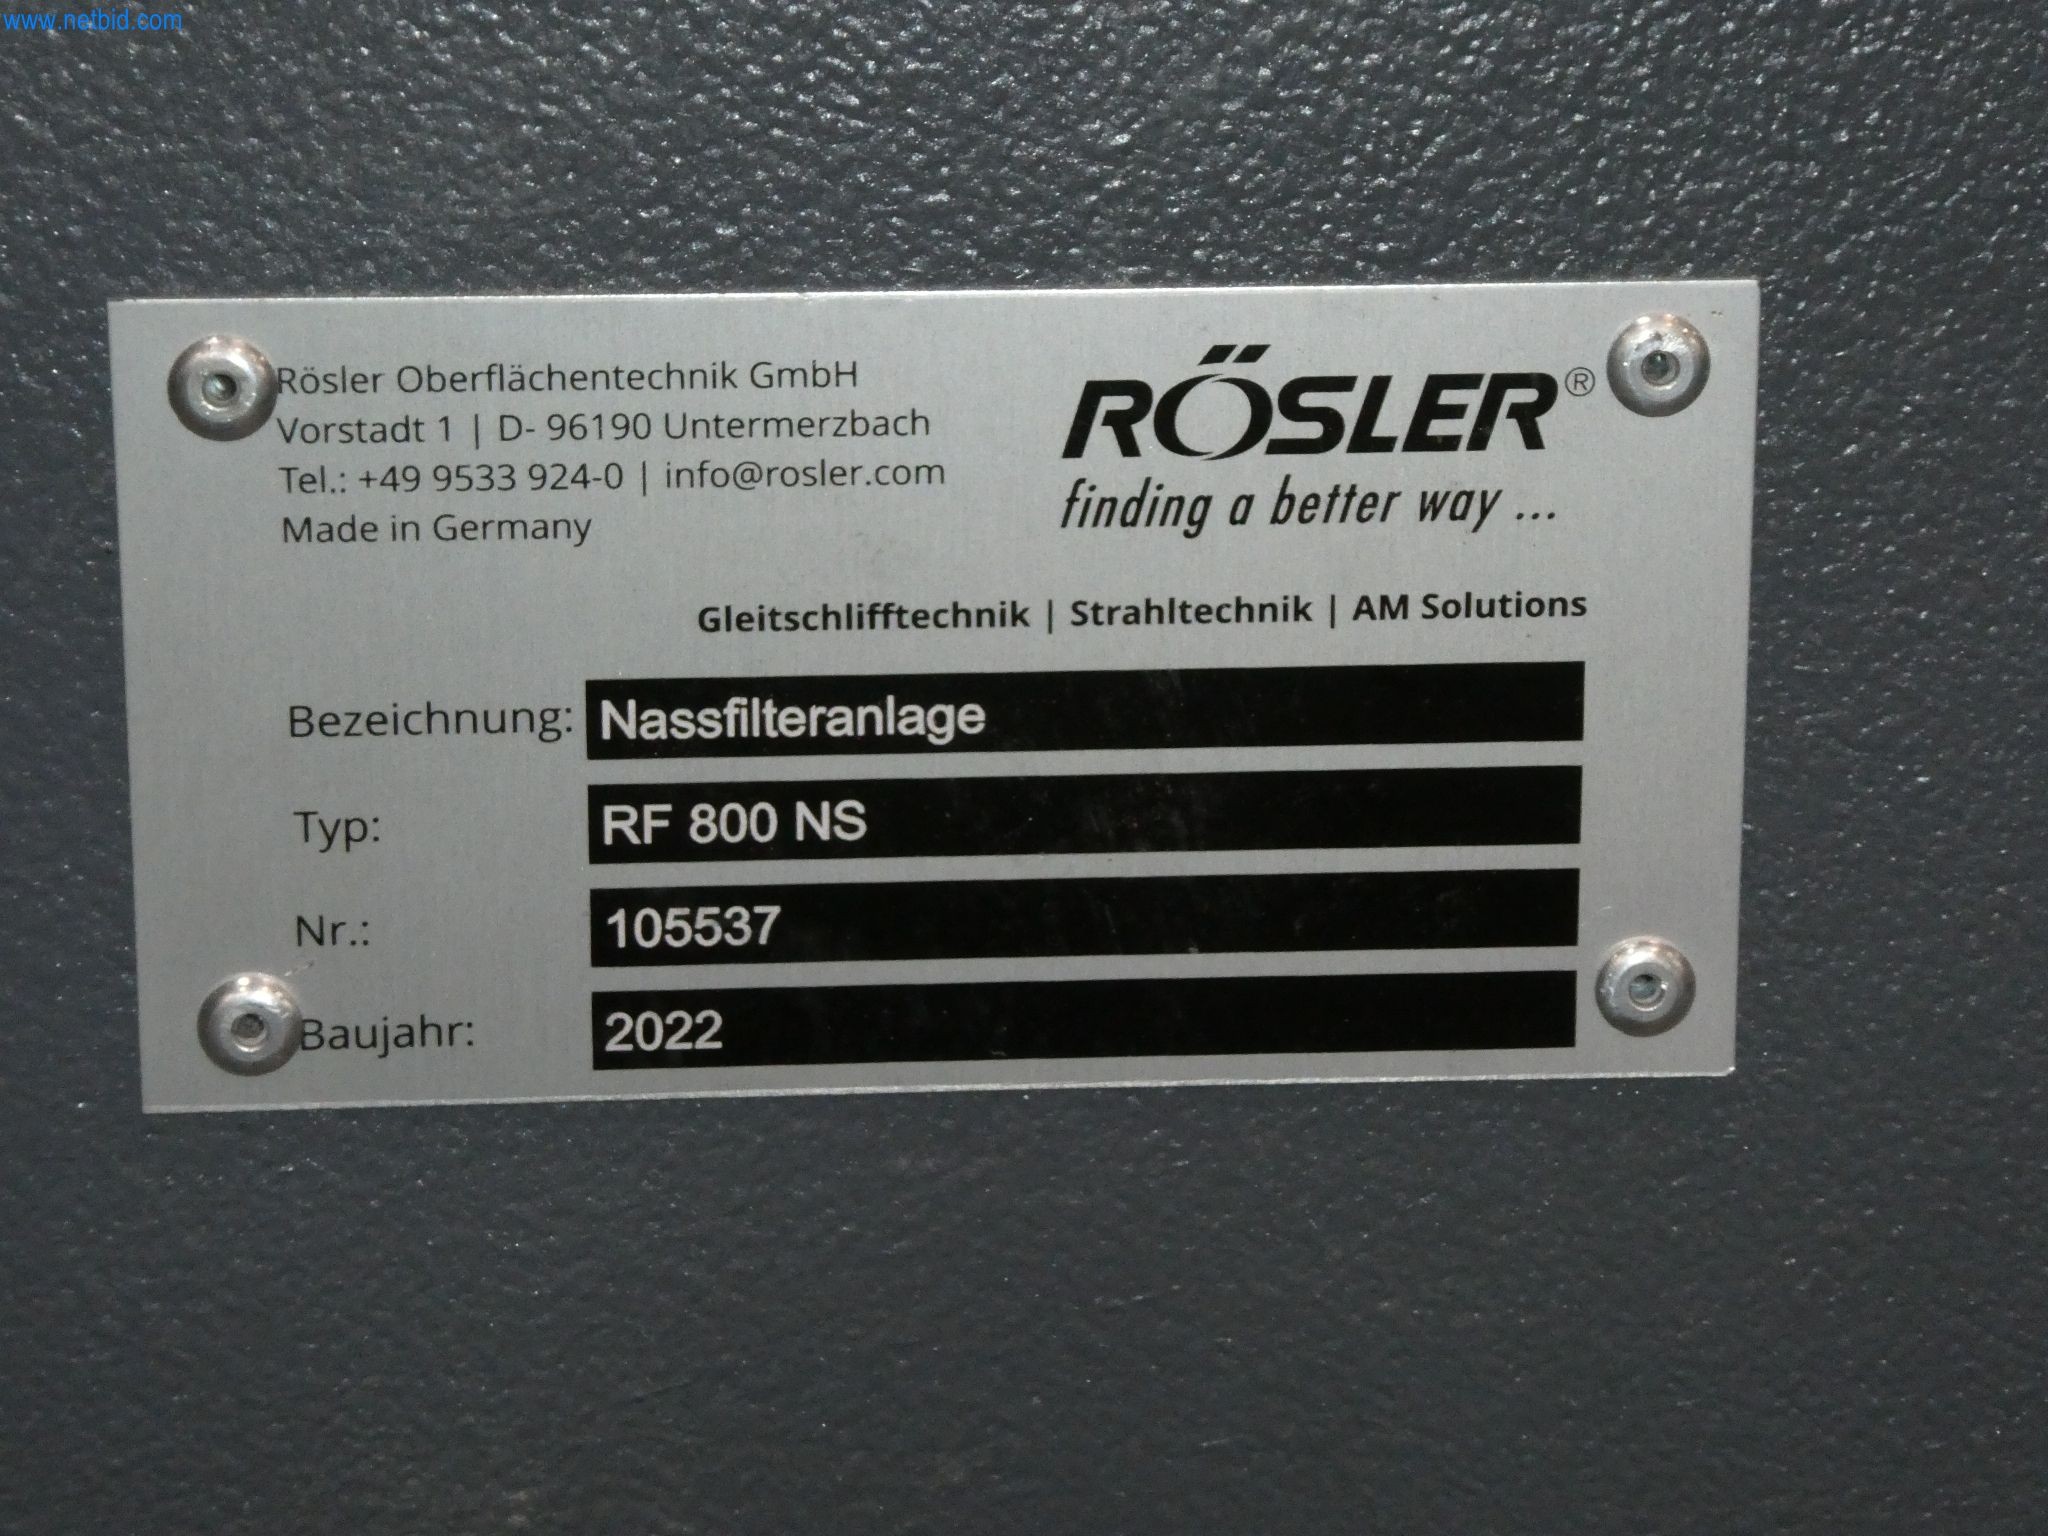 www.netbid.com
Rösler Oberflächentechnik GmbH
Vorstadt 1 | D- 96190 Untermerzbach
Tel.: +49 9533 924-0 | info@rosler.com
Made in Germany
RÖSLER®
finding a better way ...
Gleitschlifftechnik | Strahltechnik | AM Solutions
Bezeichnung: Nassfilteranlage
Typ: RF 800 NS
Nr.: 105537
Baujahr: 2022